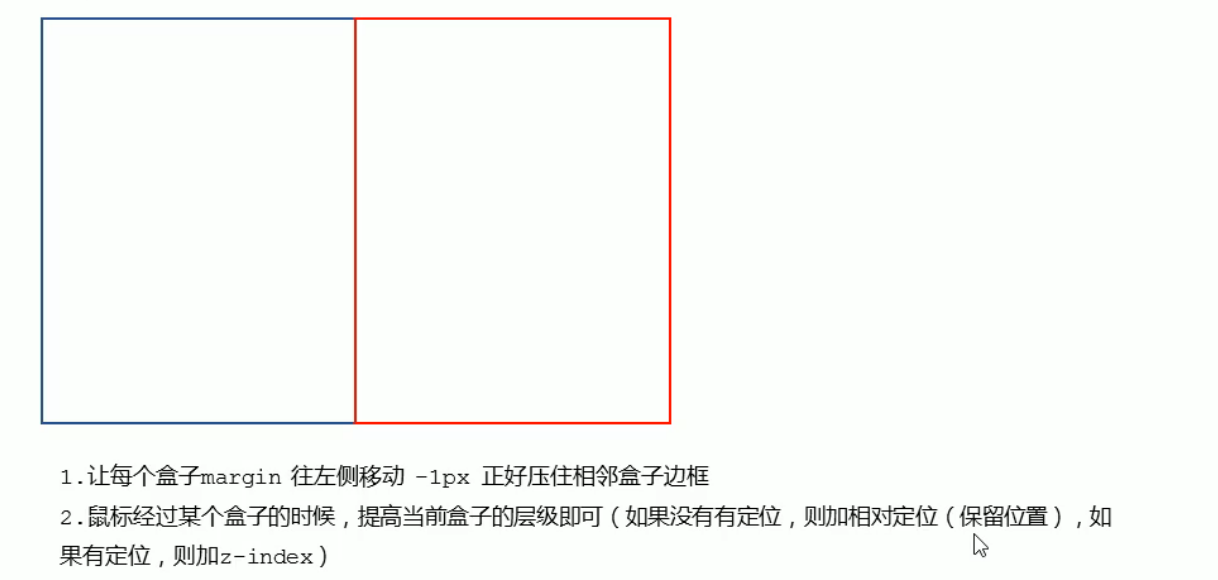 1.让每个盒子margin 往左侧移动 -1px 正好压住相邻盒子边框
2.鼠标经过某个盒子的时候，提高当前盒子的层级即可（如果没有有定位，则加相对定位（保留位置），如
果有定位，则加z-index）